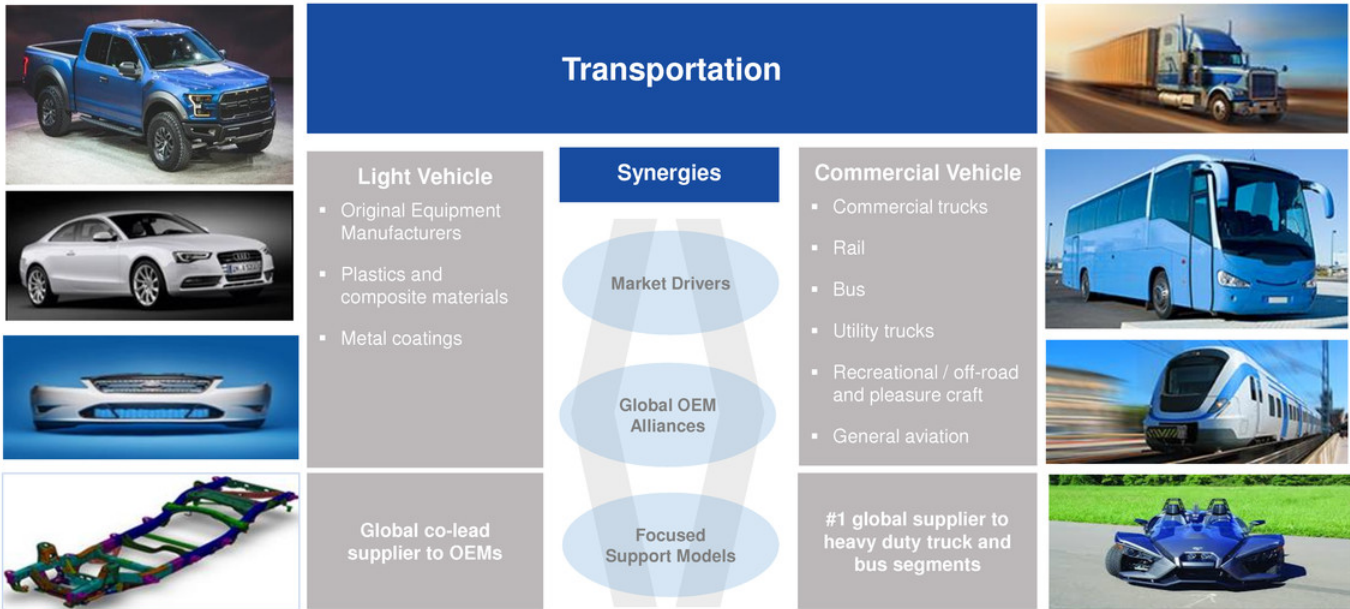 Transportation
Light Vehicle
▪ Original Equipment
Manufacturers
▪ Plastics and
composite materials
▪ Metal coatings
Global co-lead
supplier to OEMs
Synergies
Market Drivers
Global OEM
Alliances
Focused
Support Models
Commercial Vehicle
▪ Commercial trucks
▪ Rail
▪ Bus
▪ Utility trucks
▪ Recreational / off-road
and pleasure craft
▪ General aviation
#1 global supplier to
heavy duty truck and
bus segments